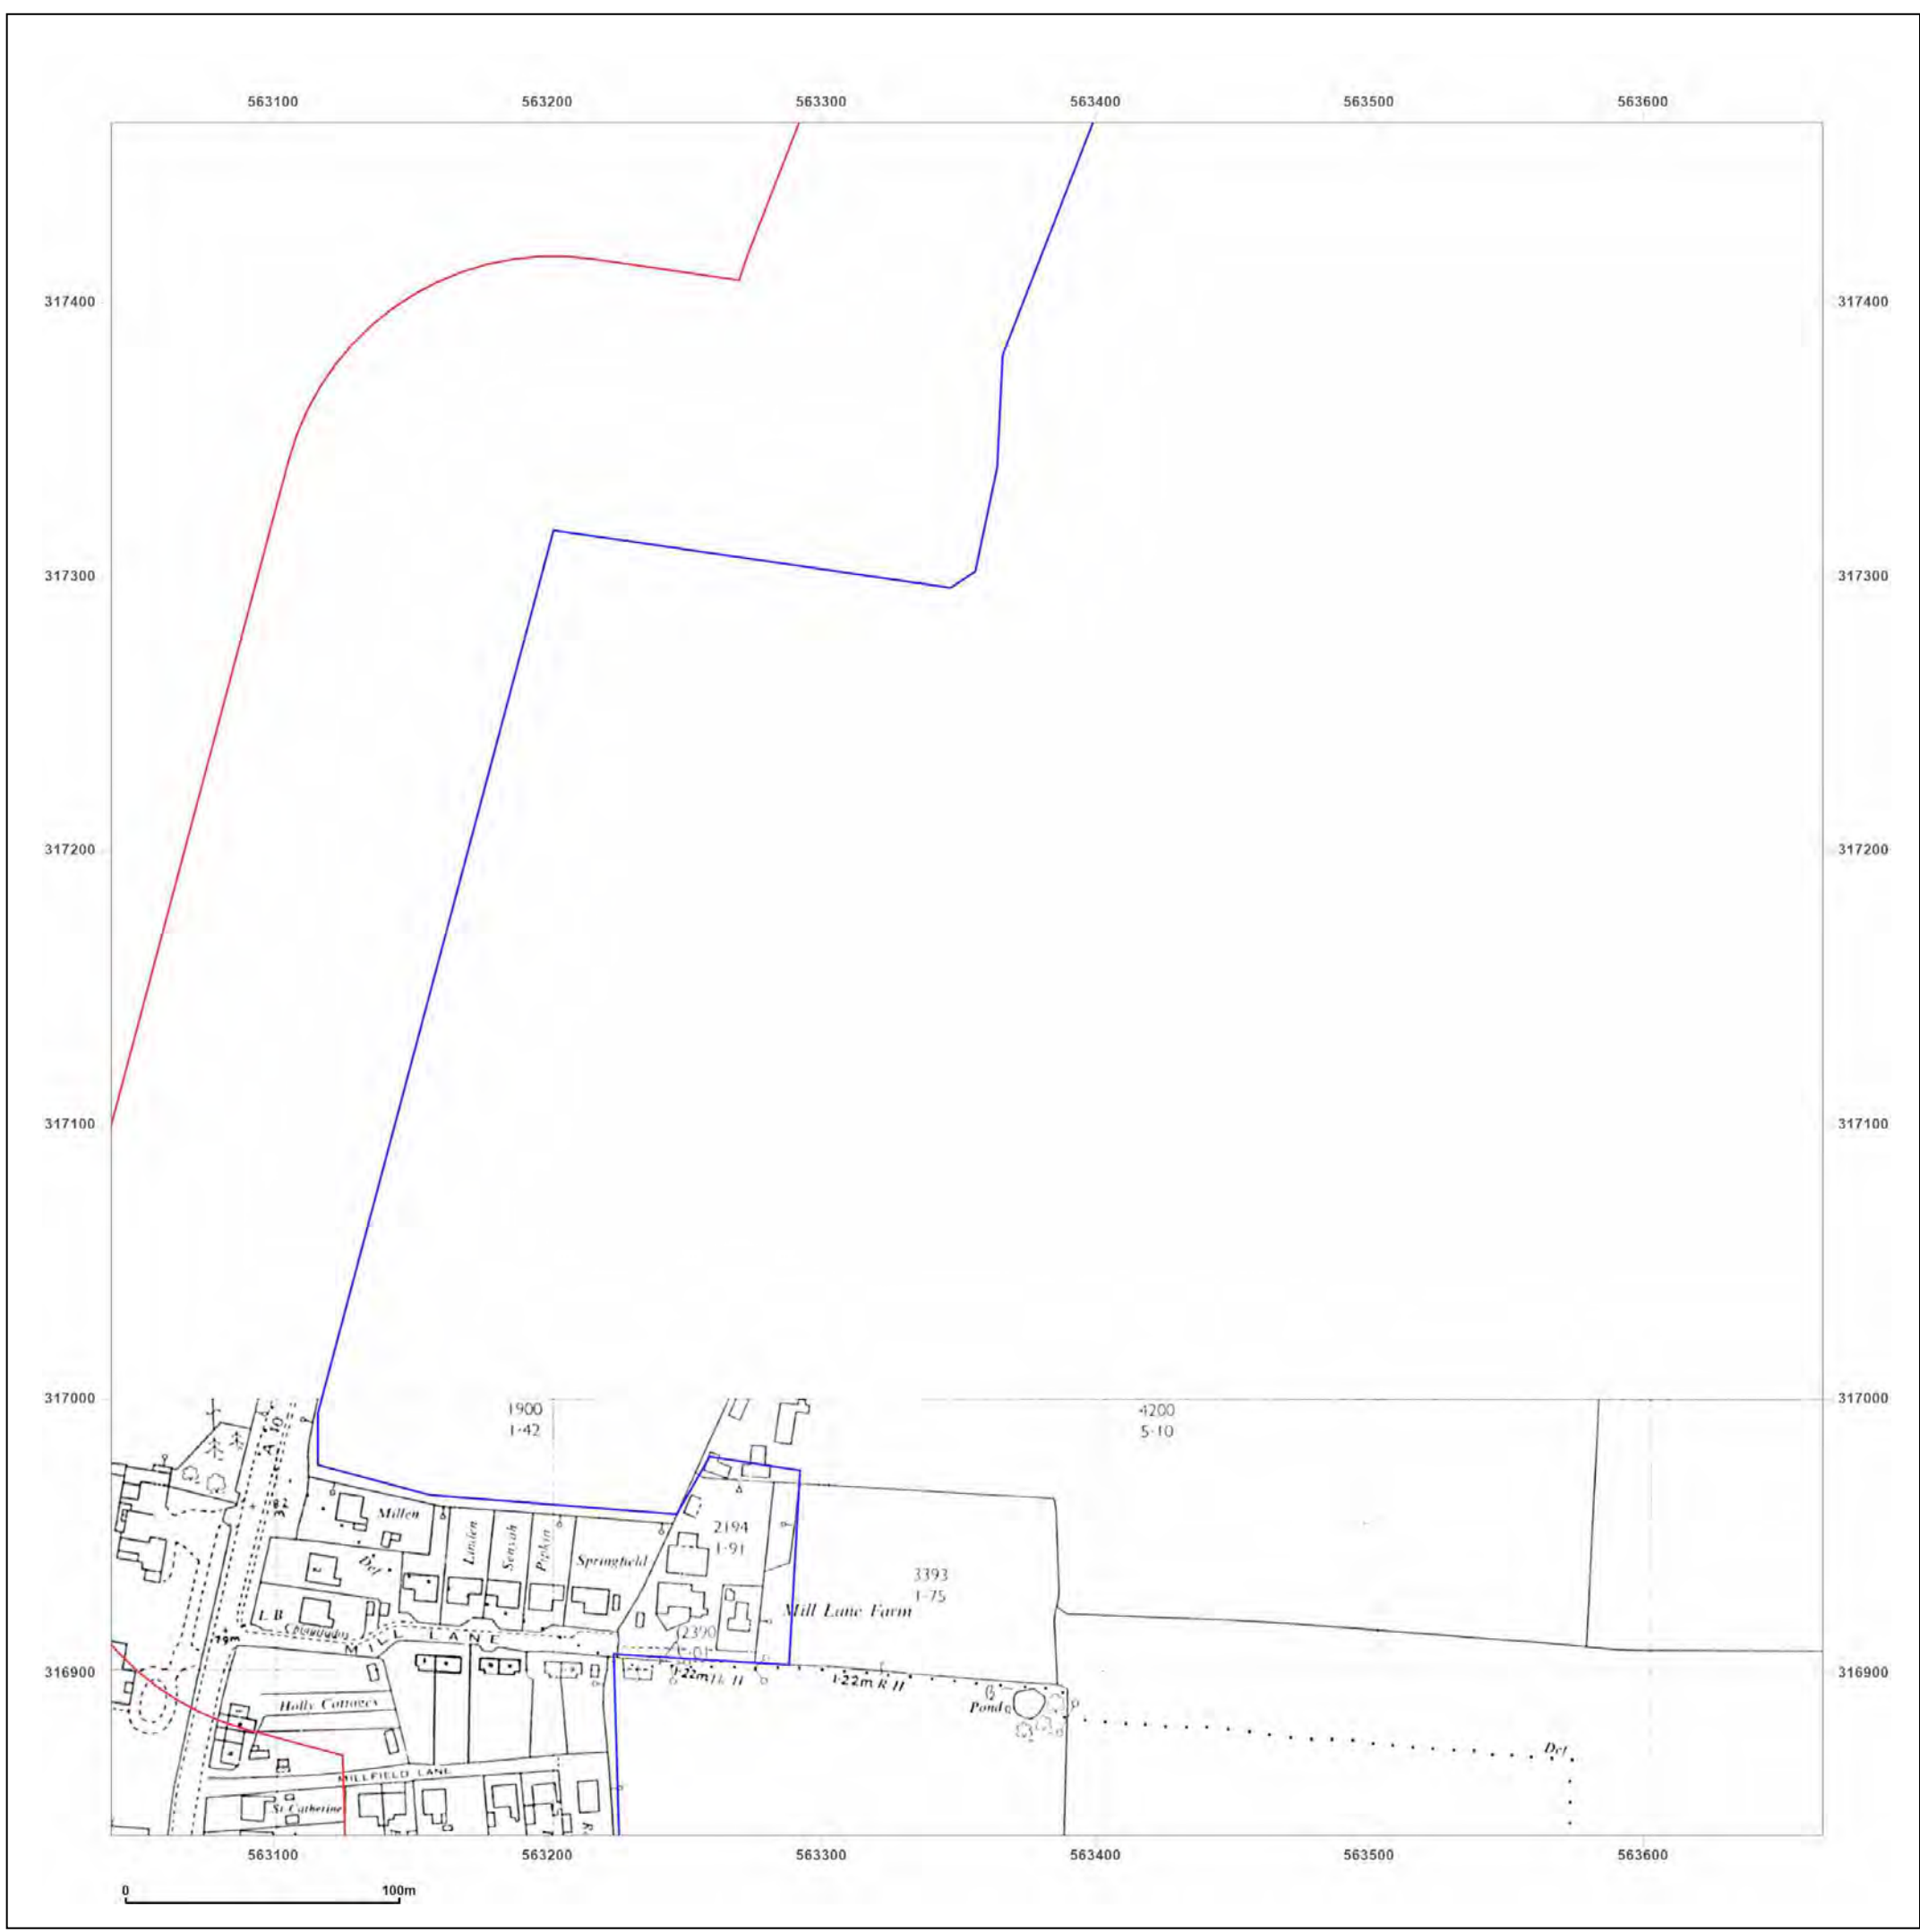 563100 563200 563300 563400 563500 563600
317400 317400
317300 317300
317200 317200
317100 317100
317000 317000
1900
1·42
4200
5·10
A 10
Millen
Def
Linden
Popkin
Springfield
2194
1·91
3393
1·75
Mill Lane Farm
L B
2390
MILL LANE
·79m
316900 316900
1·22m R H
1·22m R H
Pond
Holly Cottages
Def
MILLFIELD LANE
St Catherine
563100 563200 563300 563400 563500 563600
0 100m